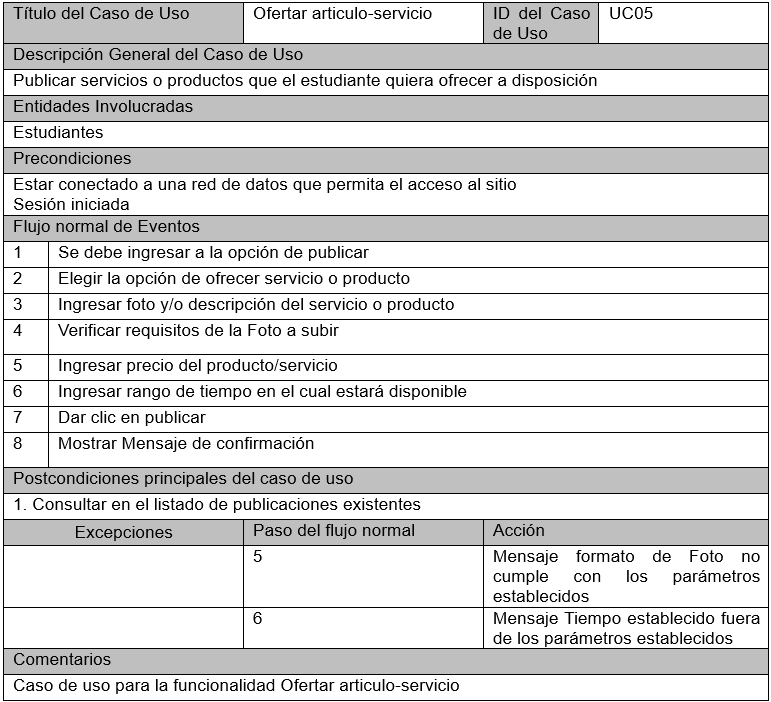 Título del Caso de Uso Ofertar articulo-servicio ID del Caso UC05
de Uso
Descripción General del Caso de Uso
Publicar servicios o productos que el estudiante quiera ofrecer a disposición
Entidades Involucradas
Estudiantes
Precondiciones
Estar conectado a una red de datos que permita el acceso al sitio
Sesión iniciada
Flujo normal de Eventos
1 Se debe ingresar a la opción de publicar
2 Elegir la opción de ofrecer servicio o producto
3 Ingresar foto y/o descripción del servicio o producto
4 Verificar requisitos de la Foto a subir
5 Ingresar precio del producto/servicio
6 Ingresar rango de tiempo en el cual estará disponible
7 Dar clic en publicar
8 Mostrar Mensaje de confirmación
Postcondiciones principales del caso de uso
1. Consultar en el listado de publicaciones existentes
Excepciones Paso del flujo normal Acción
5 Mensaje formato de Foto no
cumple con los parámetros
establecidos
6 Mensaje Tiempo establecido fuera
de los parámetros establecidos
Comentarios
Caso de uso para la funcionalidad Ofertar articulo-servicio